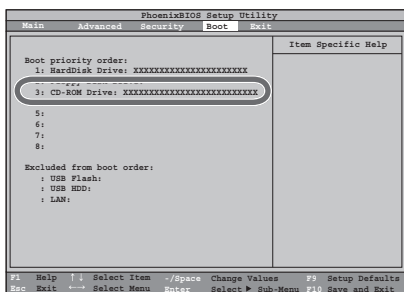 PhoenixBIOS Setup Utility
Main Advanced Security Boot Exit
Item Specific Help
Boot priority order:
1: HardDisk Drive: XXXXXXXXXXXXXXXXXXXXXX
3: CD-ROM Drive: XXXXXXXXXXXXXXXXXXXXXXXXXX
5:
6:
7:
8:
Excluded from boot order:
: USB Flash:
: USB HDD:
: LAN:
F1 Help ↑↓ Select Item -/Space Change Values F9 Setup Defaults
Esc Exit ←→ Select Menu Enter Select ▶ Sub-Menu F10 Save and Exit